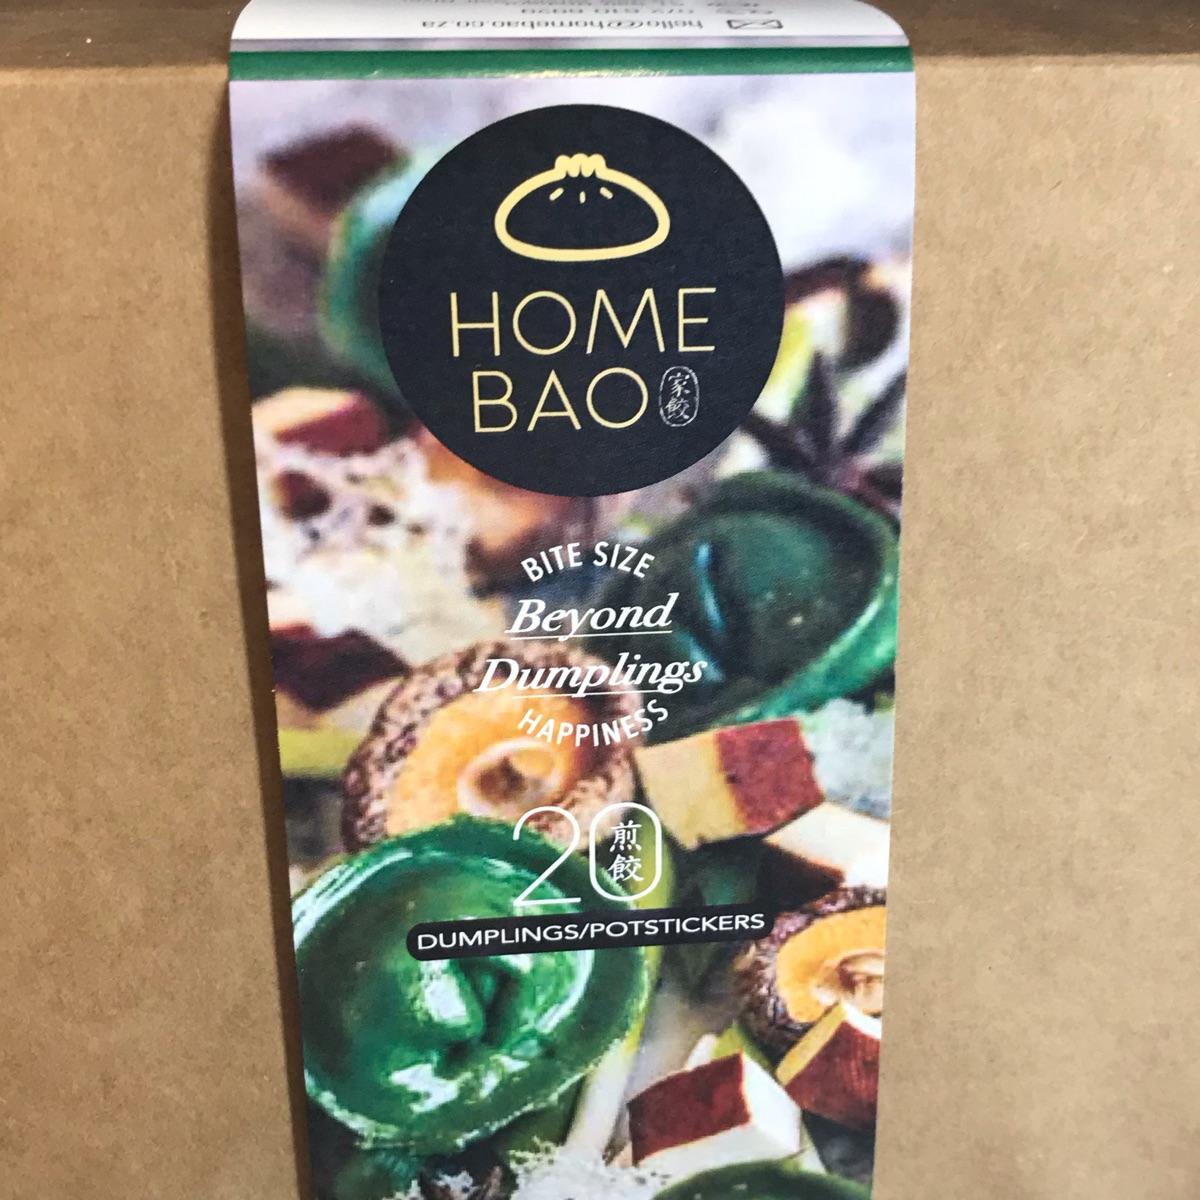 hello@homebao.co.za
HOME
BAO
家餃
BITE SIZE
Beyond
Dumplings
HAPPINESS
20
煎餃
DUMPLINGS/POTSTICKERS